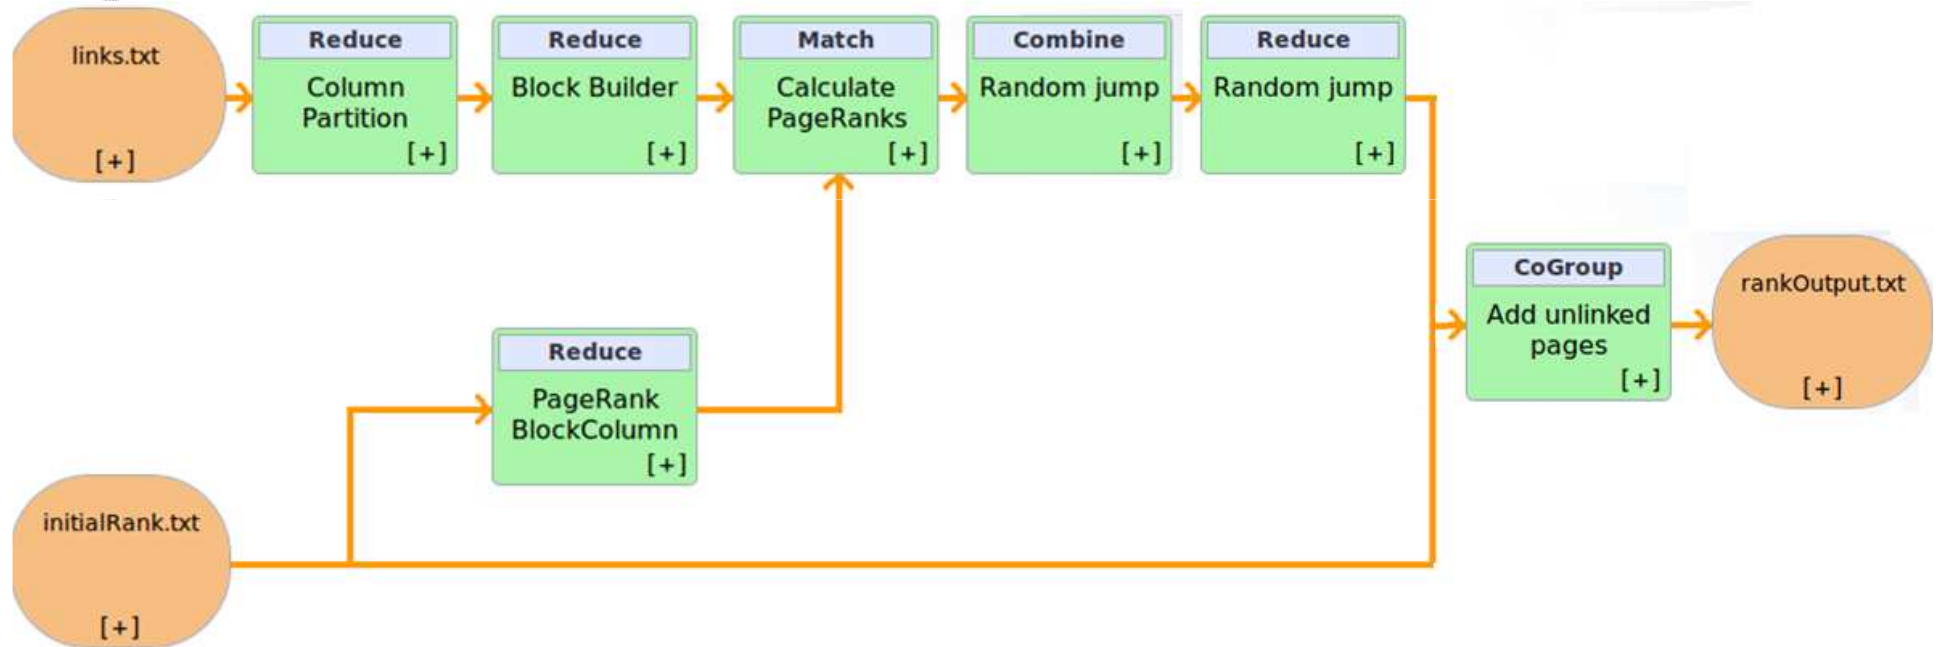 links.txt
[+]
Reduce
Column
Partition
[+]
Reduce
Block Builder
[+]
Match
Calculate
PageRanks
[+]
Combine
Random jump
[+]
Reduce
Random jump
[+]
CoGroup
Add unlinked
pages
[+]
rankOutput.txt
[+]
Reduce
PageRank
BlockColumn
[+]
initialRank.txt
[+]